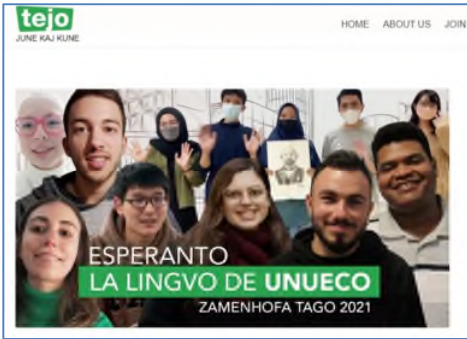 tejo
JUNE KAJ KUNE
HOME ABOUT US JOIN
ESPERANTO
LA LINGVO DE UNUECO
ZAMENHOFA TAGO 2021